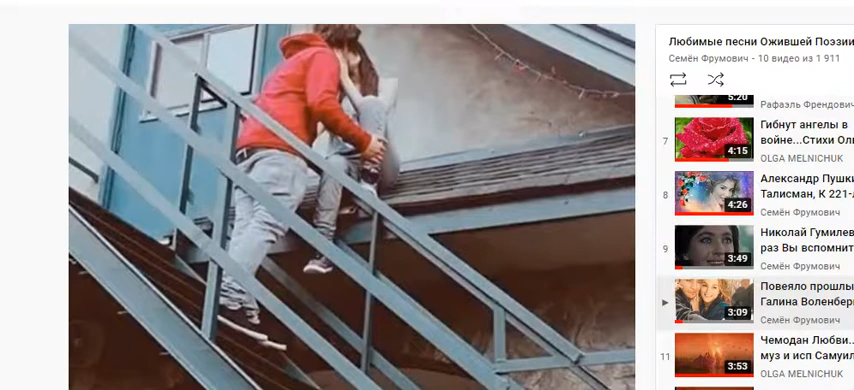 Любимые песни Ожившей Поэзии
Семён Фрумович - 10 видео из 1 911
5:20
Рафаэль Френдович
7
4:15
Гибнут ангелы в
войне...Стихи Оль
OLGA MELNICHUK
8
4:26
Александр Пушки
Талисман, К 221-л
Семён Фрумович
9
3:49
Николай Гумилев
раз Вы вспомнит
Семён Фрумович
3:09
Повеяло прошлы
Галина Воленбер
Семён Фрумович
11
3:53
Чемодан Любви..
муз и исп Самуил
OLGA MELNICHUK